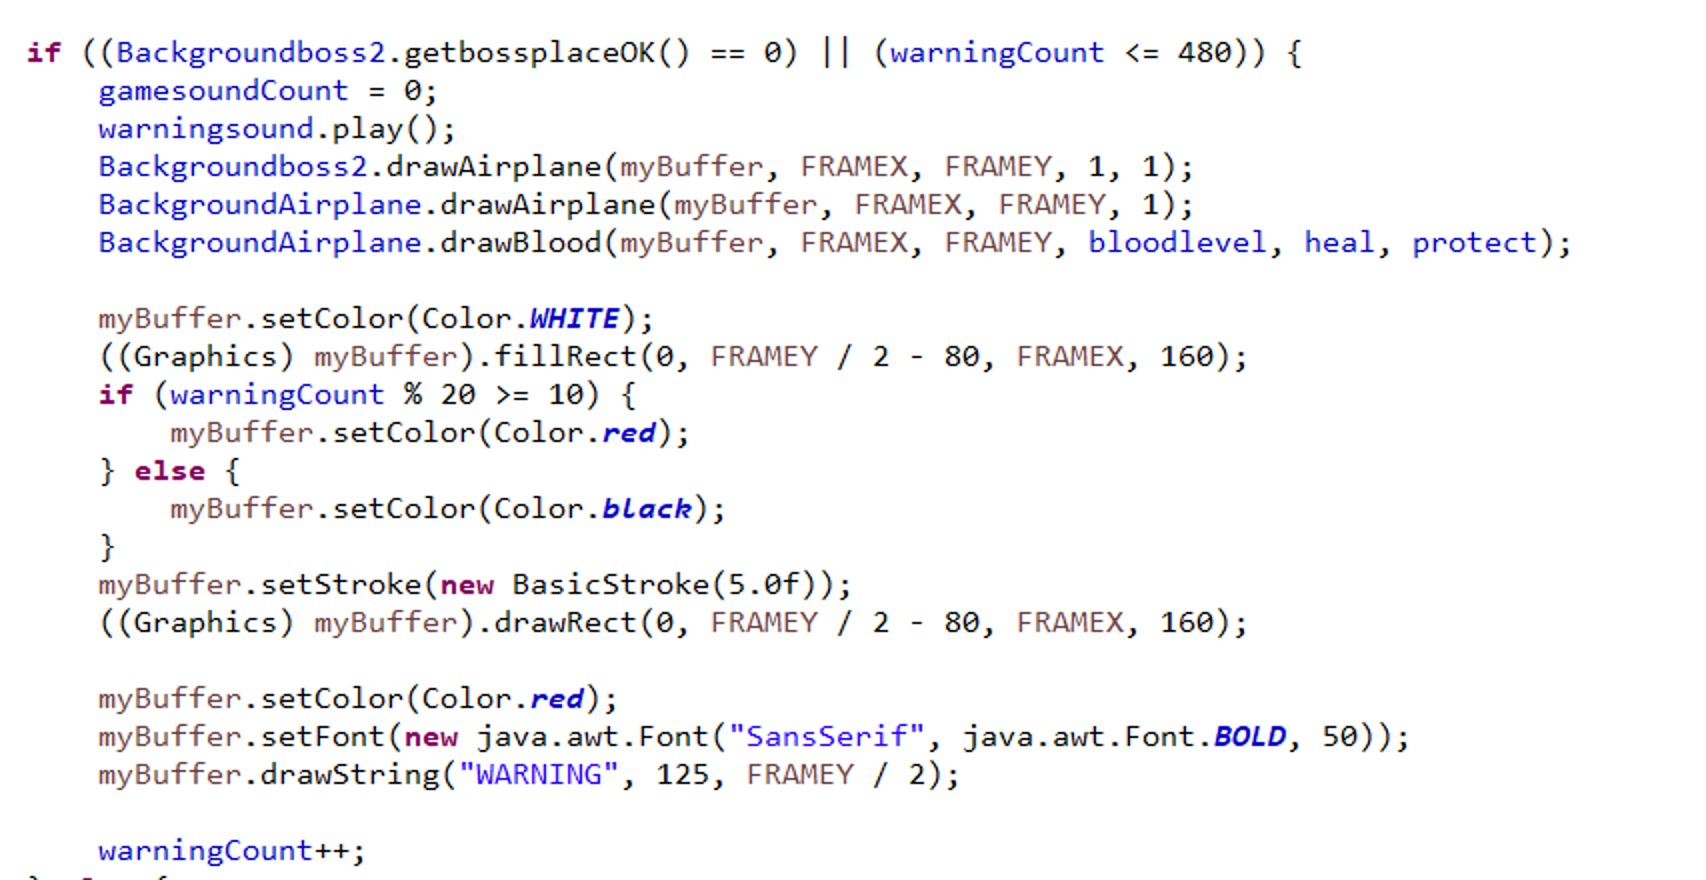 if ((Backgroundboss2.getbossplaceOK() == 0) || (warningCount <= 480)) {
    gamesoundCount = 0;
    warningsound.play();
    Backgroundboss2.drawAirplane(myBuffer, FRAMEX, FRAMEY, 1, 1);
    BackgroundAirplane.drawAirplane(myBuffer, FRAMEX, FRAMEY, 1);
    BackgroundAirplane.drawBlood(myBuffer, FRAMEX, FRAMEY, bloodlevel, heal, protect);

    myBuffer.setColor(Color.WHITE);
    ((Graphics) myBuffer).fillRect(0, FRAMEY / 2 - 80, FRAMEX, 160);
    if (warningCount % 20 >= 10) {
        myBuffer.setColor(Color.red);
    } else {
        myBuffer.setColor(Color.black);
    }
    myBuffer.setStroke(new BasicStroke(5.0f));
    ((Graphics) myBuffer).drawRect(0, FRAMEY / 2 - 80, FRAMEX, 160);

    myBuffer.setColor(Color.red);
    myBuffer.setFont(new java.awt.Font("SansSerif", java.awt.Font.BOLD, 50));
    myBuffer.drawString("WARNING", 125, FRAMEY / 2);

    warningCount++;